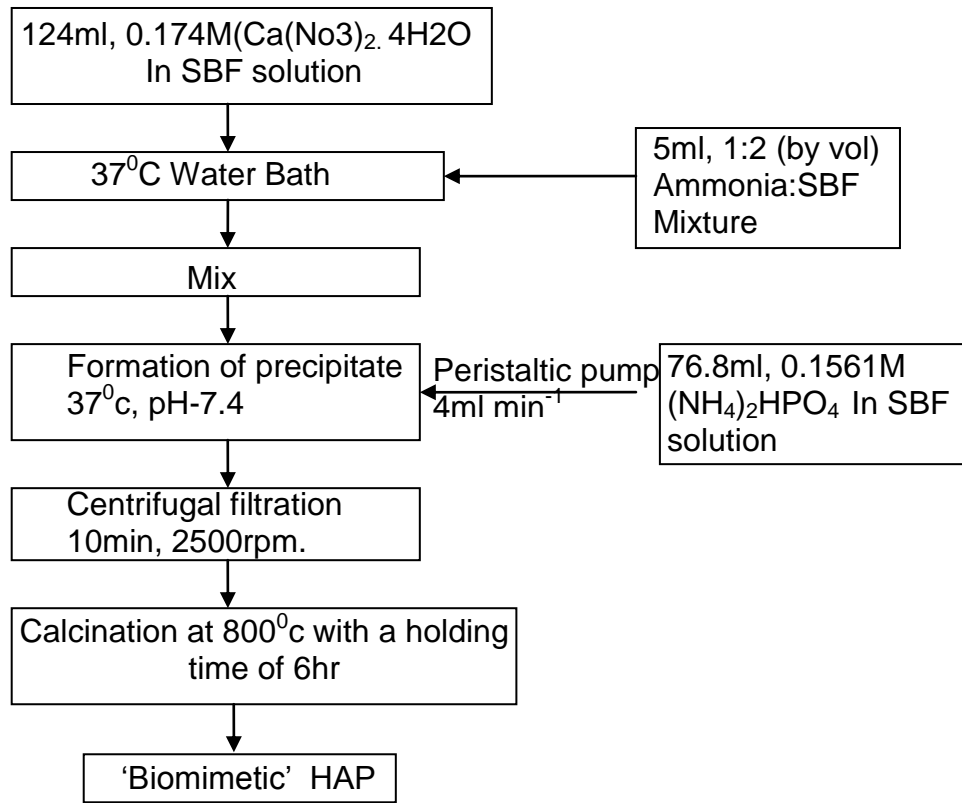 124ml, 0.174M(Ca(No3)₂. 4H2O
In SBF solution
37⁰C Water Bath
5ml, 1:2 (by vol)
Ammonia:SBF
Mixture
Mix
Formation of precipitate
37⁰c, pH-7.4
Peristaltic pump
4ml min⁻¹
76.8ml, 0.1561M
(NH₄)₂HPO₄ In SBF
solution
Centrifugal filtration
10min, 2500rpm.
Calcination at 800⁰c with a holding
time of 6hr
‘Biomimetic’ HAP